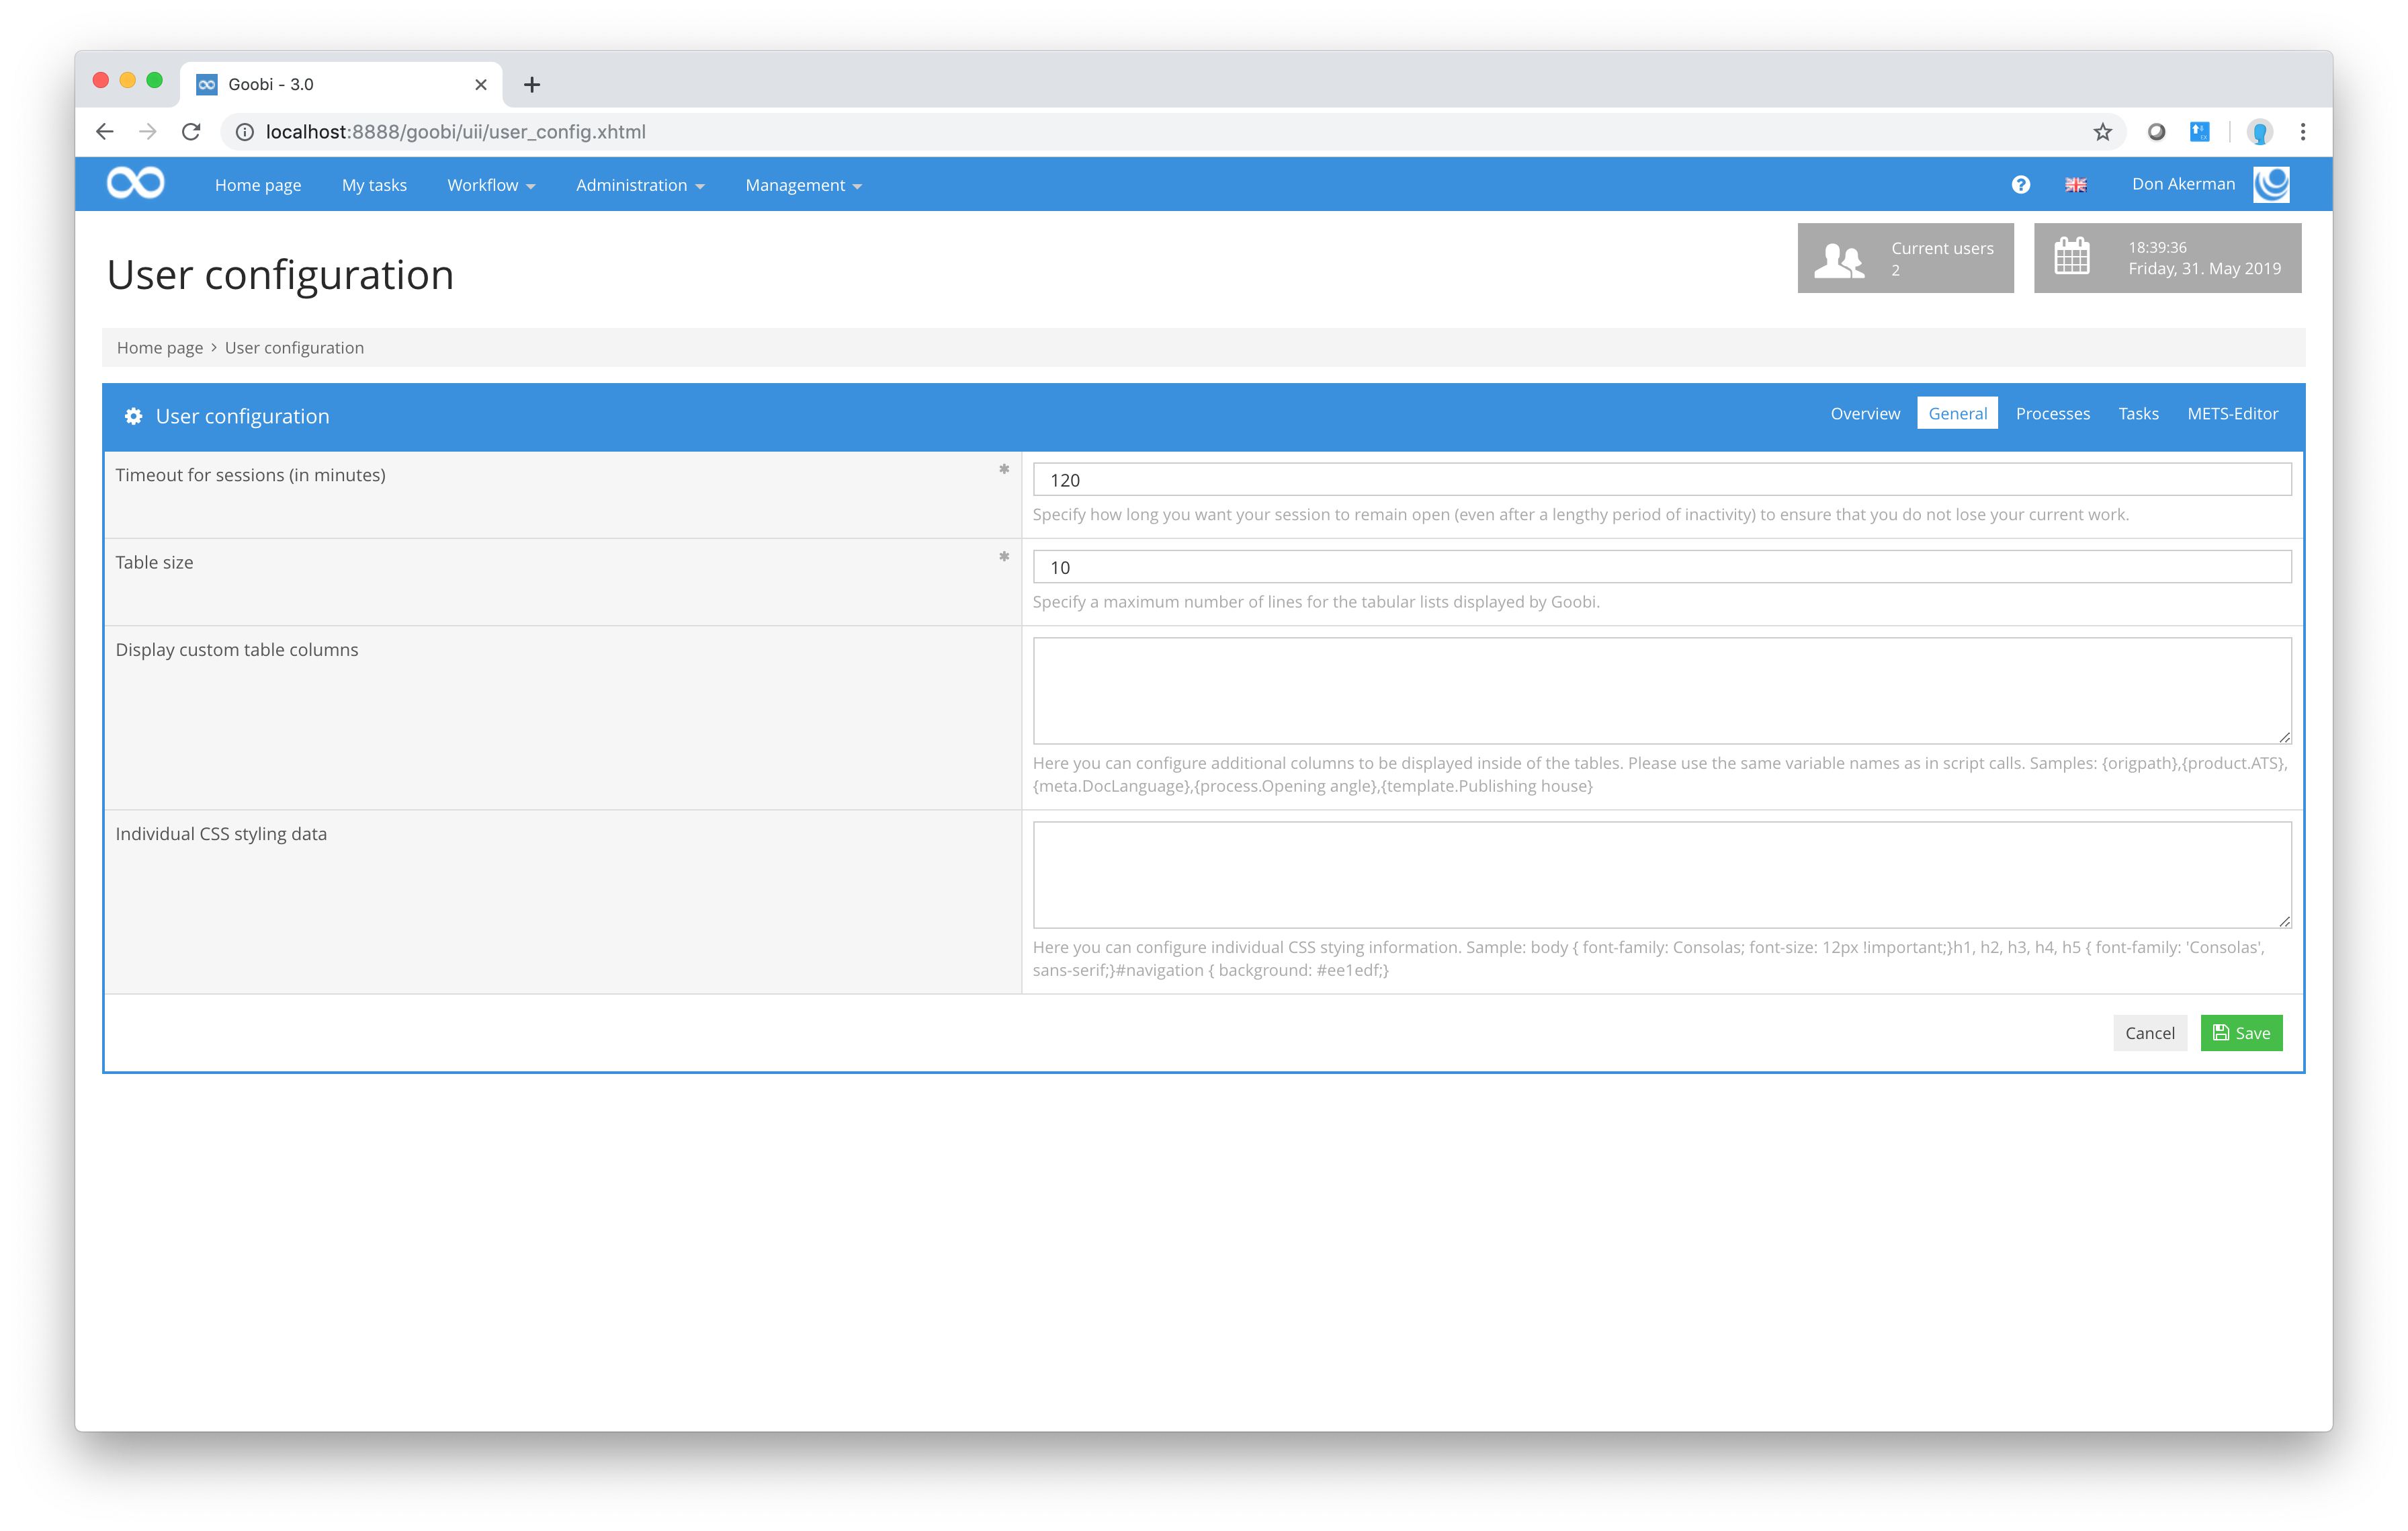 Goobi - 3.0
localhost:8888/goobi/uii/user_config.xhtml
Home page My tasks Workflow Administration Management Don Akerman
User configuration
Current users
2
18:39:36
Friday, 31. May 2019
Home page > User configuration
User configuration Overview General Processes Tasks METS-Editor
Timeout for sessions (in minutes) *
120
Specify how long you want your session to remain open (even after a lengthy period of inactivity) to ensure that you do not lose your current work.
Table size *
10
Specify a maximum number of lines for the tabular lists displayed by Goobi.
Display custom table columns
Here you can configure additional columns to be displayed inside of the tables. Please use the same variable names as in script calls. Samples: {origpath},{product.ATS},
{meta.DocLanguage},{process.Opening angle},{template.Publishing house}
Individual CSS styling data
Here you can configure individual CSS stying information. Sample: body { font-family: Consolas; font-size: 12px !important;}h1, h2, h3, h4, h5 { font-family: 'Consolas',
sans-serif;}#navigation { background: #ee1edf;}
Cancel Save